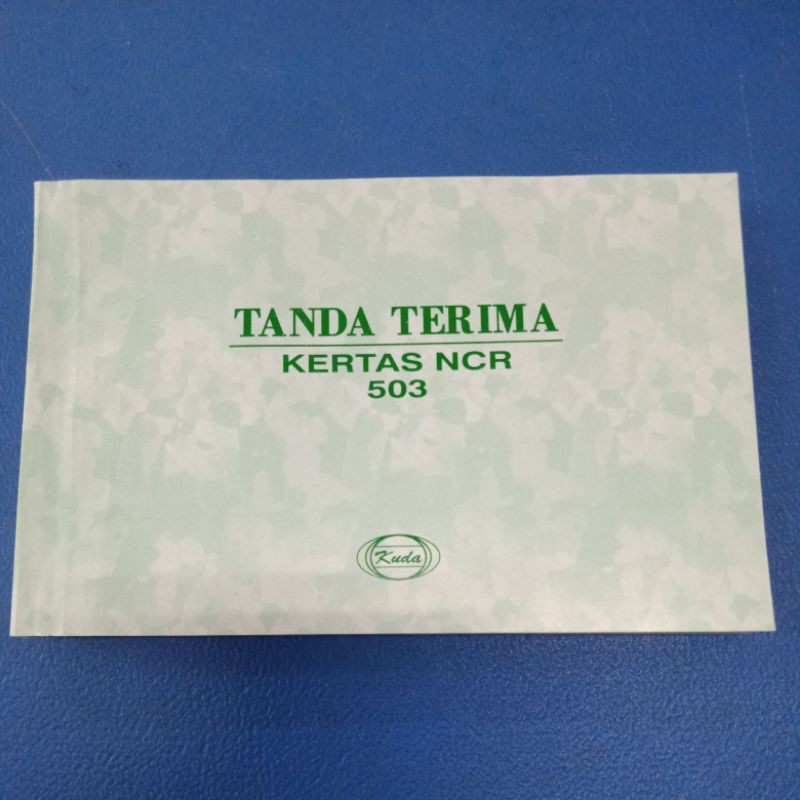 TANDA TERIMA
KERTAS NCR
503
Kuda